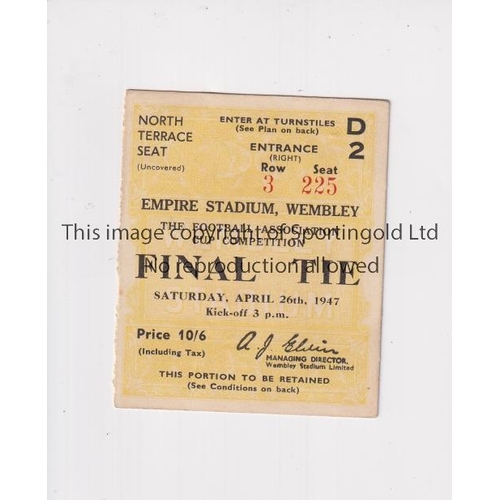 NORTH
TERRACE
SEAT
(Uncovered)
ENTER AT TURNSTILES
(See Plan on back)
D
2
ENTRANCE
(RIGHT)
Row Seat
3 225
EMPIRE STADIUM, WEMBLEY
THE FOOTBALL ASSOCIATION
CUP COMPETITION
This image copyright of Sportingold Ltd
No reproduction allowed
FINAL TIE
SATURDAY, APRIL 26th, 1947
Kick-off 3 p.m.
Price 10/6
(Including Tax)
A. J. Elvin
MANAGING DIRECTOR,
Wembley Stadium Limited
THIS PORTION TO BE RETAINED
(See Conditions on back)